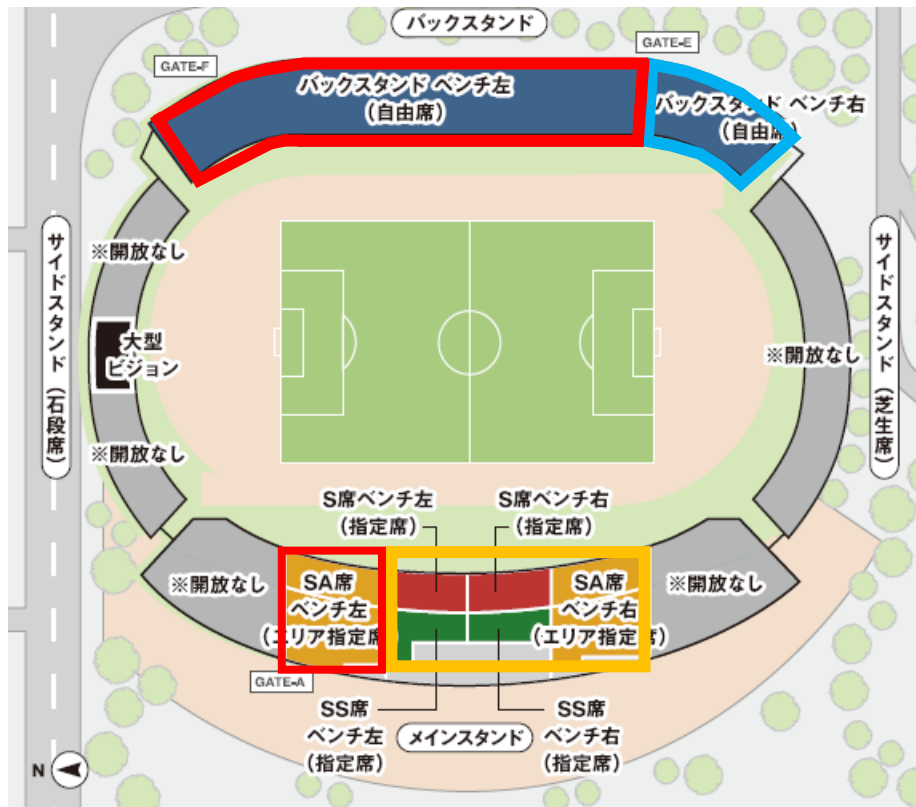 バックスタンド
GATE-E
GATE-F
バックスタンド ベンチ左
(自由席)
バックスタンド ベンチ右
(自由席)
サイドスタンド(石段席)
※開放なし
大型
ビジョン
※開放なし
※開放なし
サイドスタンド(芝生席)
S席ベンチ左
(指定席)
S席ベンチ右
(指定席)
※開放なし
SA席
ベンチ左
(エリア指定席
SA席
ベンチ右
(エリア指定席)
※開放なし
GATE-A
SS席
ベンチ左
(指定席)
メインスタンド
SS席
ベンチ右
(指定席)
N